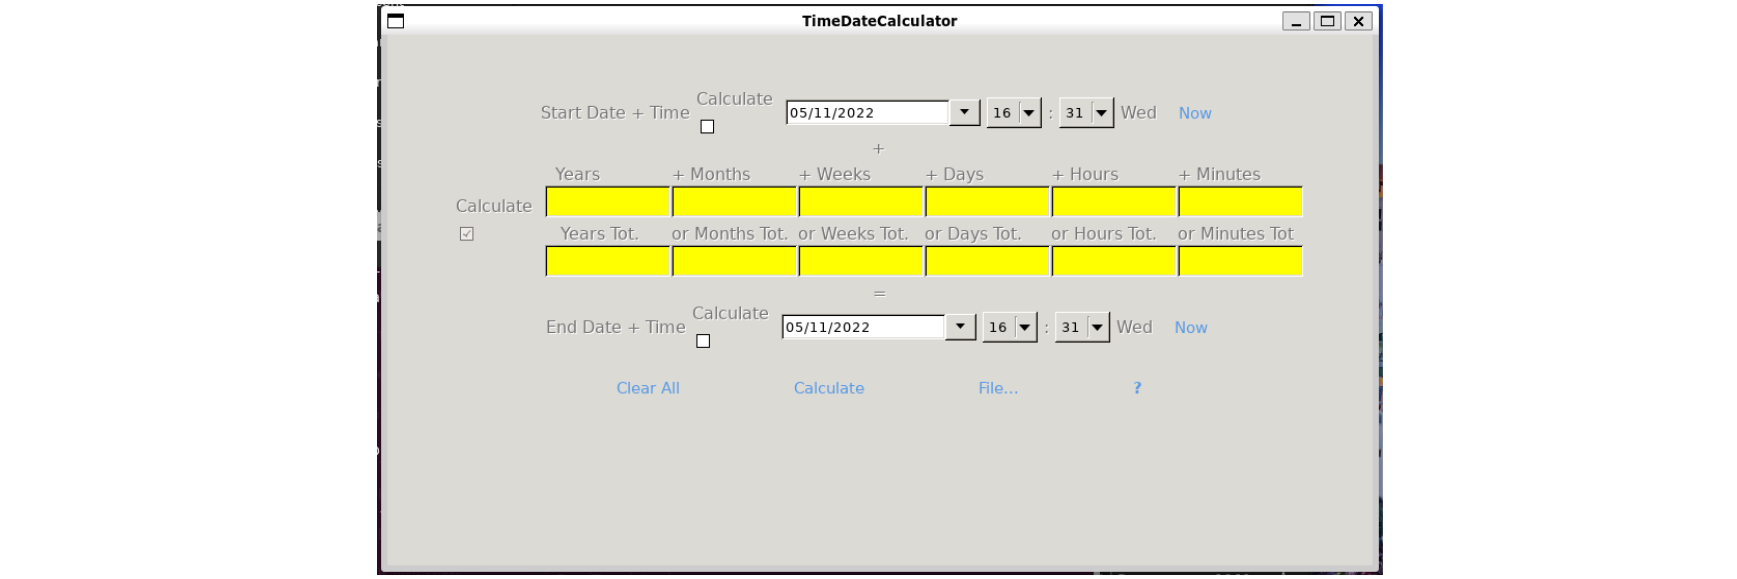 TimeDateCalculator
Calculate
Start Date + Time 05/11/2022 16 : 31 Wed Now
+
Years + Months + Weeks + Days + Hours + Minutes
Calculate
Years Tot. or Months Tot. or Weeks Tot. or Days Tot. or Hours Tot. or Minutes Tot
=
Calculate
End Date + Time 05/11/2022 16 : 31 Wed Now
Clear All Calculate File... ?